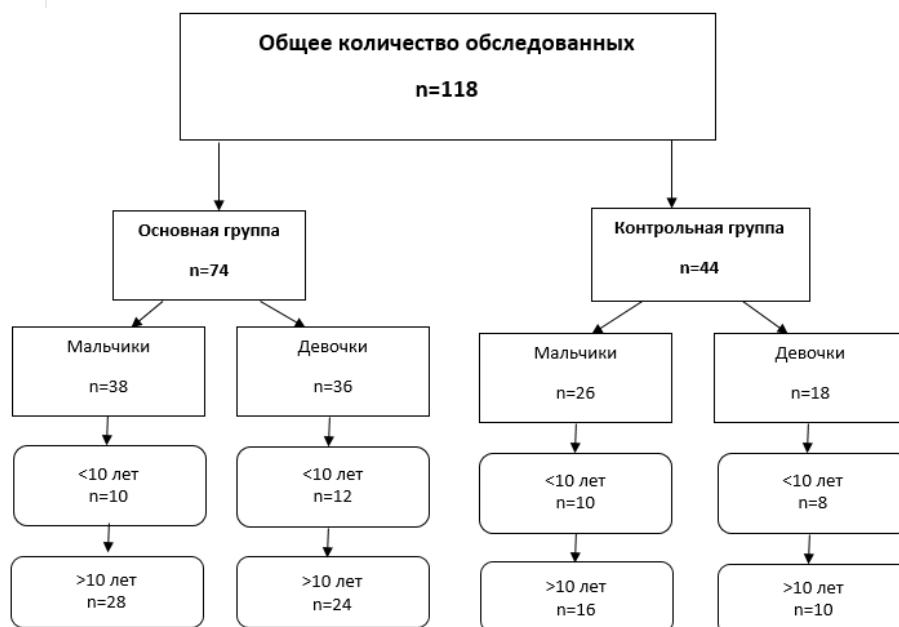 Общее количество обследованных
n=118
Основная группа
n=74
Контрольная группа
n=44
Мальчики
n=38
Девочки
n=36
Мальчики
n=26
Девочки
n=18
<10 лет
n=10
<10 лет
n=12
<10 лет
n=10
<10 лет
n=8
>10 лет
n=28
>10 лет
n=24
>10 лет
n=16
>10 лет
n=10